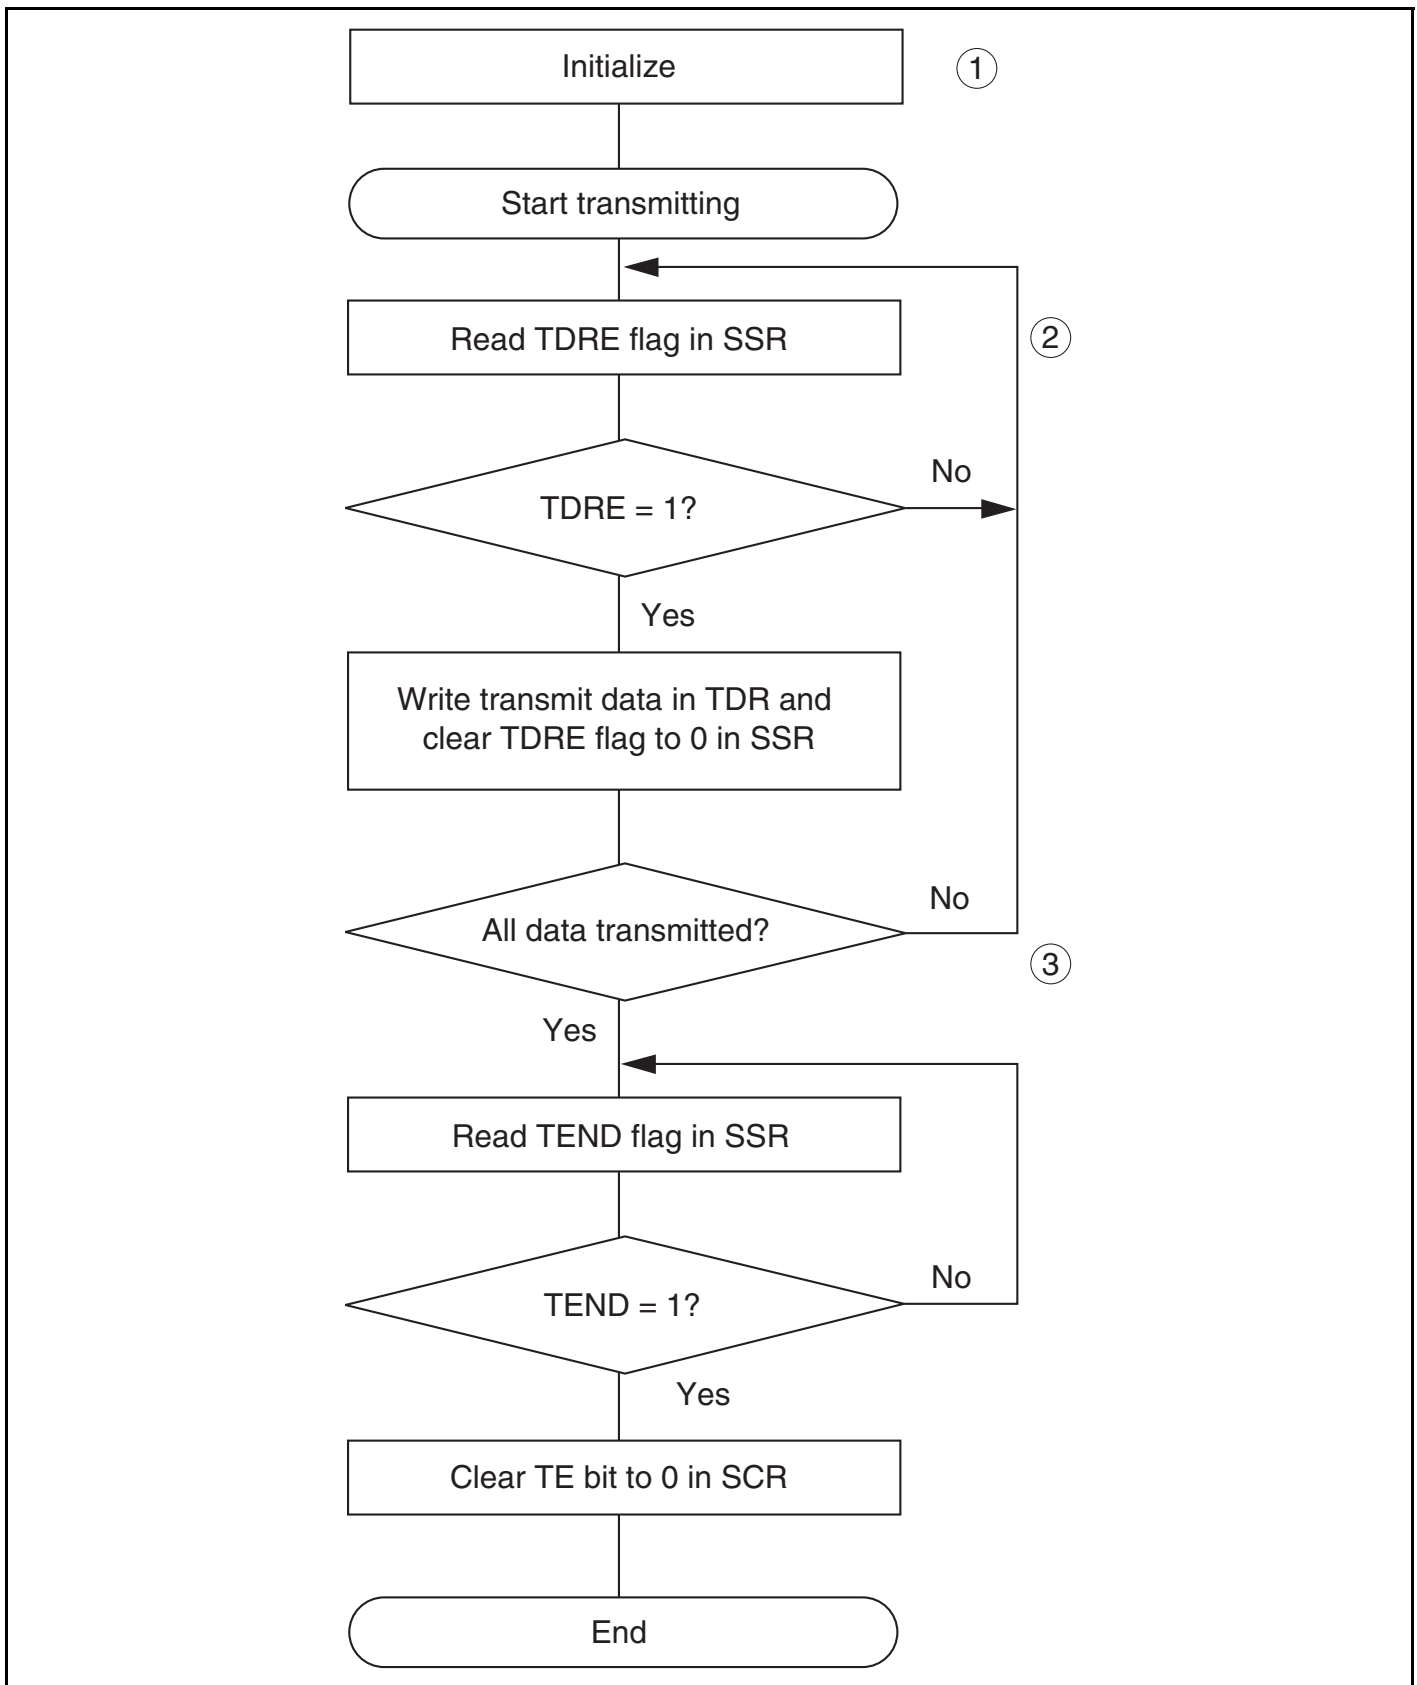 Initialize
①
Start transmitting
Read TDRE flag in SSR
②
TDRE = 1?
No
Yes
Write transmit data in TDR and
clear TDRE flag to 0 in SSR
All data transmitted?
No
③
Yes
Read TEND flag in SSR
TEND = 1?
No
Yes
Clear TE bit to 0 in SCR
End